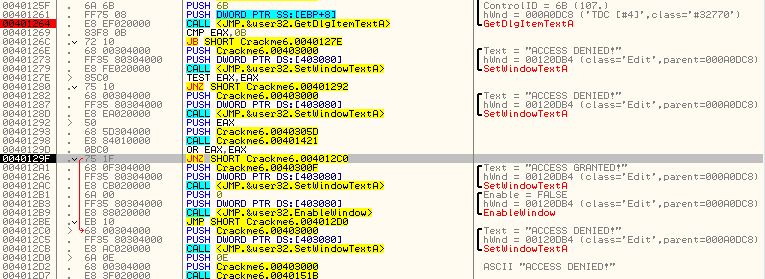 0040125F . 6A 6B PUSH 6B ControlID = 6B (107.)
00401261 . FF75 08 PUSH DWORD PTR SS:[EBP+8] hWnd = 000A0DC8 ('TDC [#4]',class='#32770')
00401264 . E8 EF020000 CALL <JMP.&user32.GetDlgItemTextA> GetDlgItemTextA
00401269 . 83F8 0B CMP EAX,0B
0040126C . 72 10 JB SHORT Crackme6.0040127E
0040126E . 68 00304000 PUSH Crackme6.00403000 Text = "ACCESS DENIED!"
00401273 . FF35 80304000 PUSH DWORD PTR DS:[403080] hWnd = 00120DB4 (class='Edit',parent=000A0DC8)
00401279 . E8 FE020000 CALL <JMP.&user32.SetWindowTextA> SetWindowTextA
0040127E > 85C0 TEST EAX,EAX
00401280 . 75 10 JNZ SHORT Crackme6.00401292
00401282 . 68 00304000 PUSH Crackme6.00403000 Text = "ACCESS DENIED!"
00401287 . FF35 80304000 PUSH DWORD PTR DS:[403080] hWnd = 00120DB4 (class='Edit',parent=000A0DC8)
0040128D . E8 EA020000 CALL <JMP.&user32.SetWindowTextA> SetWindowTextA
00401292 > 50 PUSH EAX
00401293 . 68 5D304000 PUSH Crackme6.0040305D
00401298 . E8 84010000 CALL Crackme6.00401421
0040129D . 0BC0 OR EAX,EAX
0040129F . 75 1F JNZ SHORT Crackme6.004012C0
004012A1 . 68 0F304000 PUSH Crackme6.0040300F Text = "ACCESS GRANTED!"
004012A6 . FF35 80304000 PUSH DWORD PTR DS:[403080] hWnd = 00120DB4 (class='Edit',parent=000A0DC8)
004012AC . E8 CB020000 CALL <JMP.&user32.SetWindowTextA> SetWindowTextA
004012B1 . 6A 00 PUSH 0 Enable = FALSE
004012B3 . FF35 80304000 PUSH DWORD PTR DS:[403080] hWnd = 00120DB4 (class='Edit',parent=000A0DC8)
004012B9 . E8 88020000 CALL <JMP.&user32.EnableWindow> EnableWindow
004012BE . EB 10 JMP SHORT Crackme6.004012D0
004012C0 > 68 00304000 PUSH Crackme6.00403000 Text = "ACCESS DENIED!"
004012C5 . FF35 80304000 PUSH DWORD PTR DS:[403080] hWnd = 00120DB4 (class='Edit',parent=000A0DC8)
004012CB . E8 AC020000 CALL <JMP.&user32.SetWindowTextA> SetWindowTextA
004012D0 > 6A 0E PUSH 0E
004012D2 . 68 00304000 PUSH Crackme6.00403000 ASCII "ACCESS DENIED!"
004012D7 . E8 3F020000 CALL Crackme6.0040151B